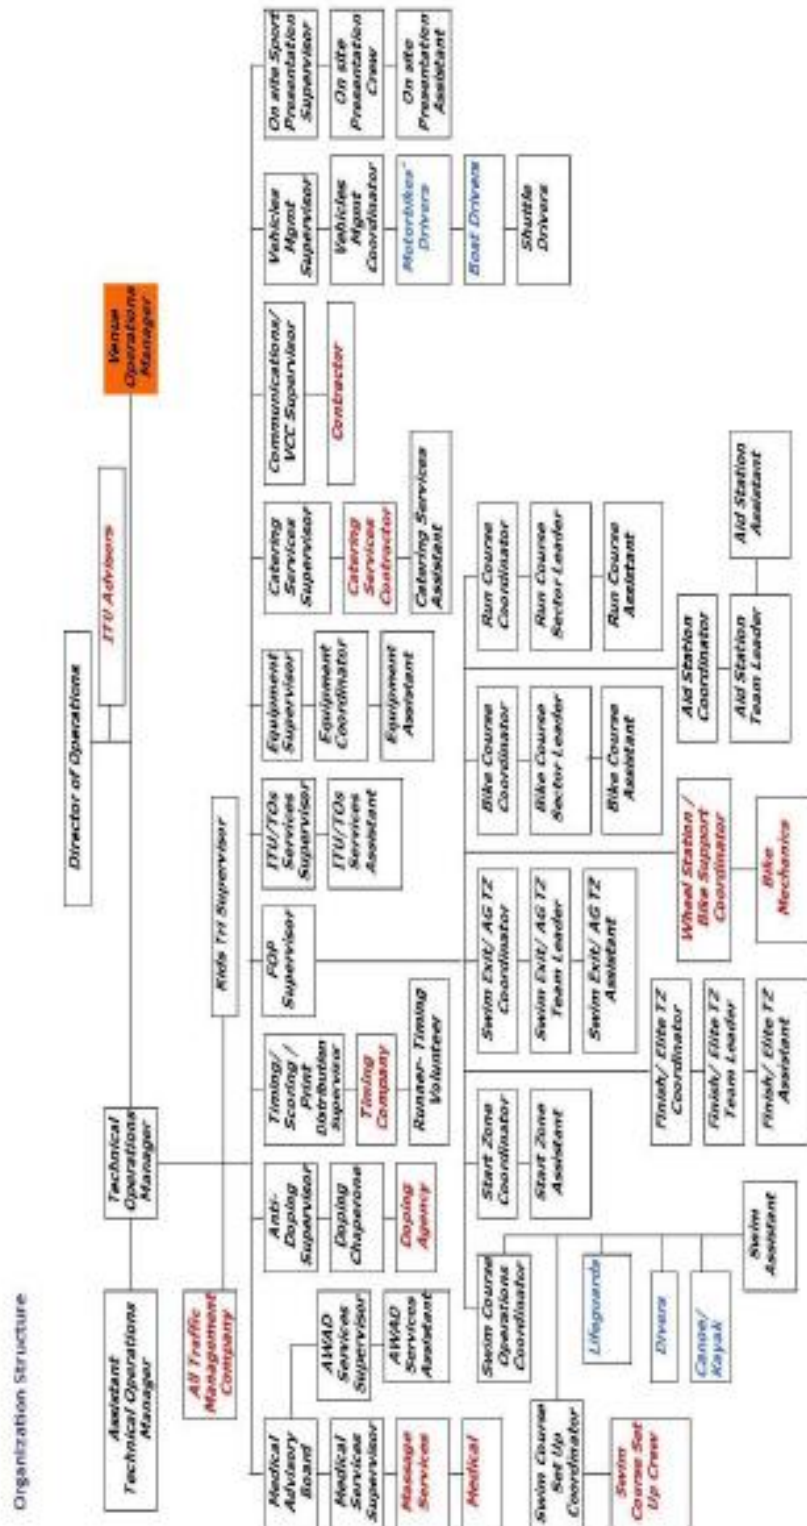 Organization Structure
Director of Operations
ITU Advisors
Assistant
Technical Operations
Manager
Technical
Operations
Manager
Venue
Operations
Manager
All Traffic
Management
Company
Kids Tri Supervisor
Medical
Advisory
Board
Medical
Services
Supervisor
Massage
Services
Medical
AWAD
Services
Supervisor
AWAD
Services
Assistant
Anti-
Doping
Supervisor
Doping
Chaperone
Doping
Agency
Timing/
Scoring /
Print
Distribution
Supervisor
Timing
Company
Runner- Timing
Volunteer
FOP
Supervisor
ITU/TOs
Services
Supervisor
ITU/TOs
Services
Assistant
Equipment
Supervisor
Equipment
Coordinator
Equipment
Assistant
Catering
Services
Supervisor
Catering
Services
Contractor
Catering Services
Assistant
Communications/
VCC Supervisor
Contractor
Vehicles
Mgmt
Supervisor
Vehicles
Mgmt
Coordinator
Motorbikes'
Drivers
Boat Drivers
Shuttle
Drivers
On site Sport
Presentation
Supervisor
On site
Presentation
Crew
On site
Presentation
Assistant
Swim Course
Operations
Coordinator
Swim Course
Set Up
Coordinator
Swim
Course Set
Up Crew
Lifeguards
Divers
Canoe/
Kayak
Swim
Assistant
Start Zone
Coordinator
Start Zone
Assistant
Finish/ Elite TZ
Coordinator
Finish/ Elite TZ
Team Leader
Finish/ Elite TZ
Assistant
Swim Exit/ AG TZ
Coordinator
Swim Exit/ AG TZ
Team Leader
Swim Exit/ AG TZ
Assistant
Wheel Station /
Bike Support
Coordinator
Bike
Mechanics
Bike Course
Coordinator
Bike Course
Sector Leader
Bike Course
Assistant
Aid Station
Coordinator
Aid Station
Team Leader
Aid Station
Assistant
Run Course
Coordinator
Run Course
Sector Leader
Run Course
Assistant